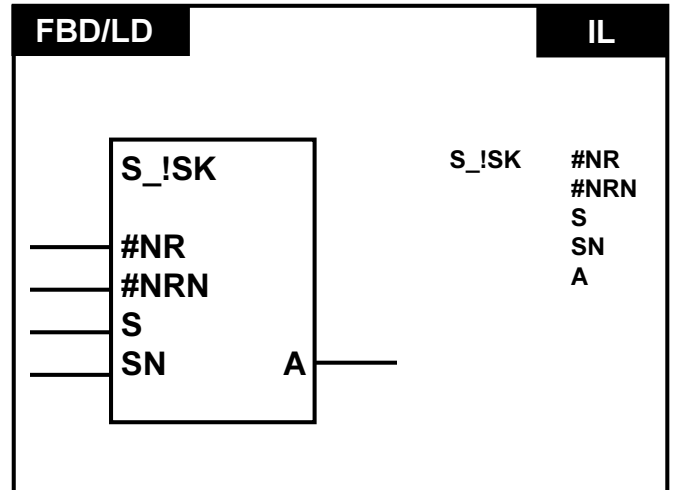 FBD/LD IL
S_!SK
#NR
#NRN
S
SN A
S_!SK #NR
#NRN
S
SN
A